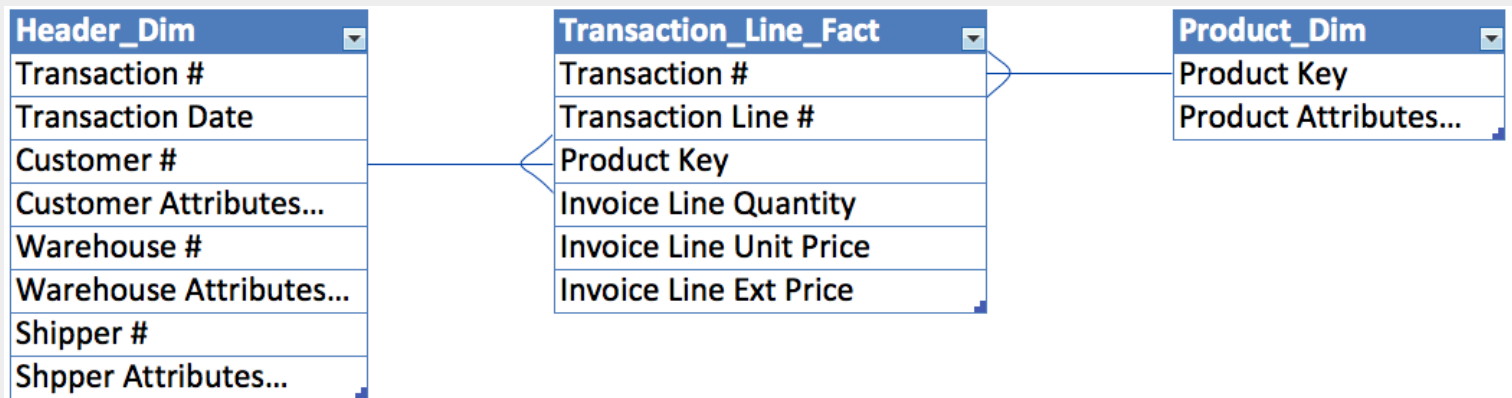 Header_Dim
Transaction #
Transaction Date
Customer #
Customer Attributes...
Warehouse #
Warehouse Attributes...
Shipper #
Shpper Attributes...
Transaction_Line_Fact
Transaction #
Transaction Line #
Product Key
Invoice Line Quantity
Invoice Line Unit Price
Invoice Line Ext Price
Product_Dim
Product Key
Product Attributes...